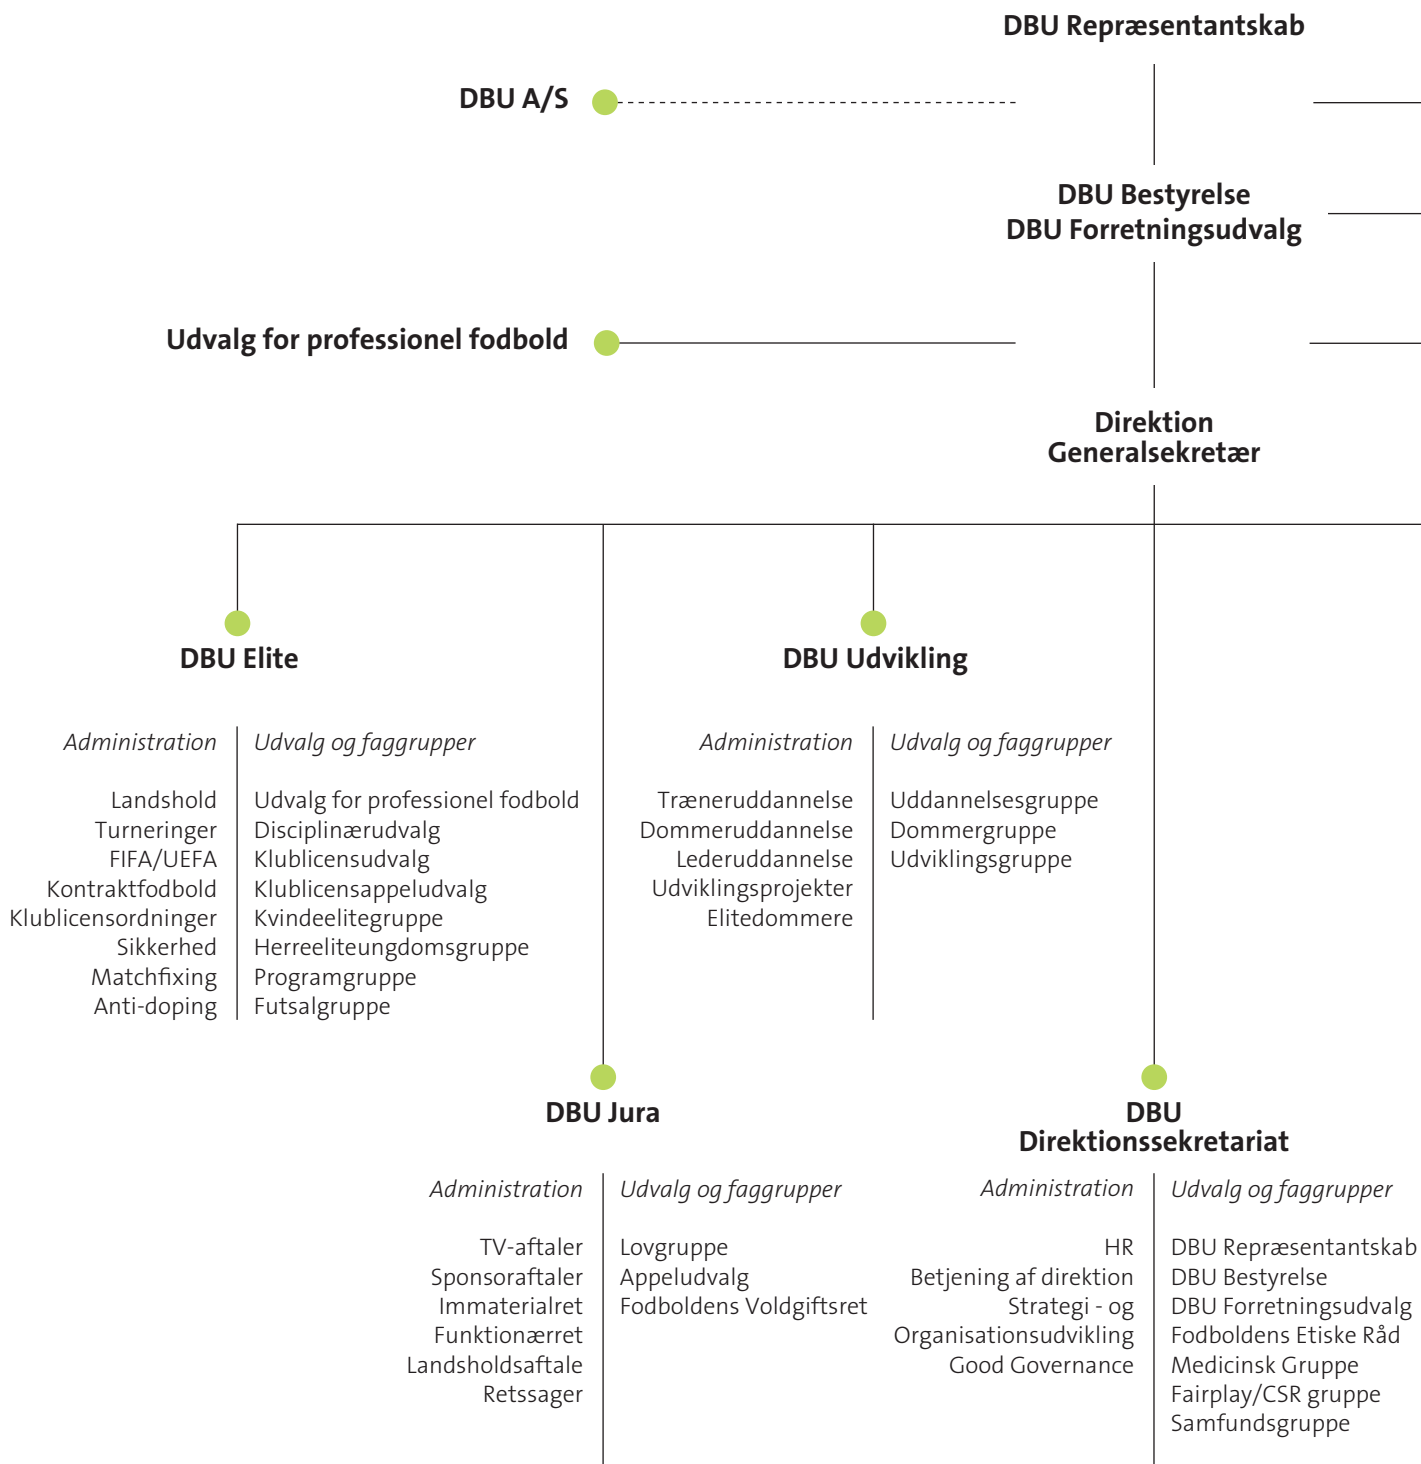 DBU Repræsentantskab
DBU A/S
DBU Bestyrelse
DBU Forretningsudvalg
Udvalg for professionel fodbold
Direktion
Generalsekretær
DBU Elite
Administration
Udvalg og faggrupper
Landshold
Turneringer
FIFA/UEFA
Kontraktfodbold
Klublicensordninger
Sikkerhed
Matchfixing
Anti-doping
Udvalg for professionel fodbold
Disciplinærudvalg
Klublicensudvalg
Klublicensappeludvalg
Kvindeelitegruppe
Herreeliteungdomsgruppe
Programgruppe
Futsalgruppe
DBU Udvikling
Administration
Udvalg og faggrupper
Træneruddannelse
Dommeruddannelse
Lederuddannelse
Udviklingsprojekter
Elitedommere
Uddannelsesgruppe
Dommergruppe
Udviklingsgruppe
DBU Jura
Administration
Udvalg og faggrupper
TV-aftaler
Sponsoraftaler
Immaterialret
Funktionærret
Landsholdsaftale
Retssager
Lovgruppe
Appeludvalg
Fodboldens Voldgiftsret
DBU
Direktionssekretariat
Administration
Udvalg og faggrupper
HR
Betjening af direktion
Strategi - og
Organisationsudvikling
Good Governance
DBU Repræsentantskab
DBU Bestyrelse
DBU Forretningsudvalg
Fodboldens Etiske Råd
Medicinsk Gruppe
Fairplay/CSR gruppe
Samfundsgruppe